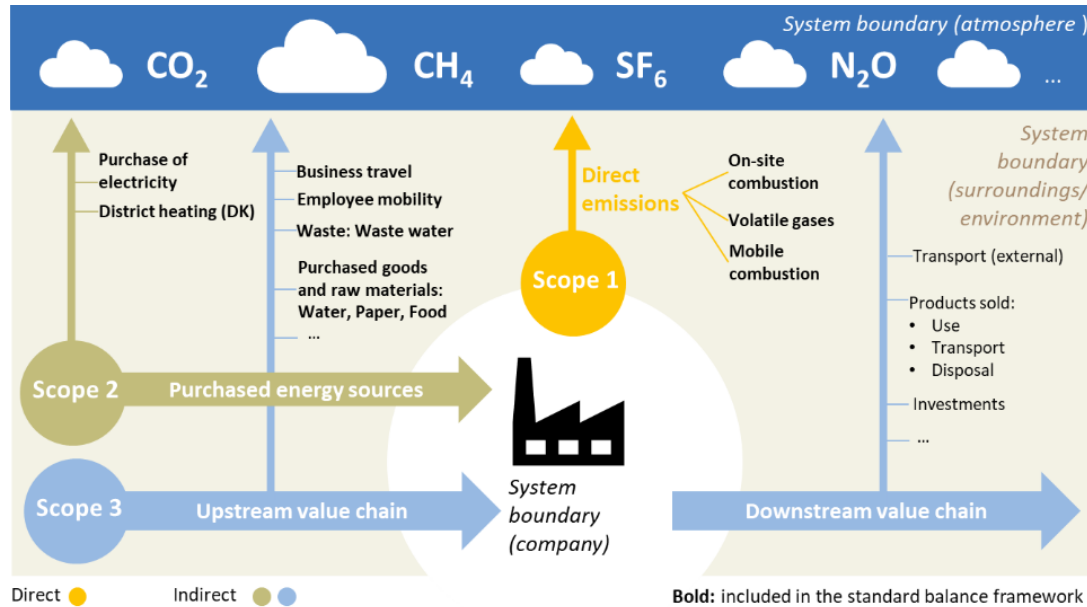 System boundary (atmosphere )
CO₂
CH₄
SF₆
N₂O
...
System
boundary
(surroundings/
environment)
Purchase of
electricity
District heating (DK)
Business travel
Employee mobility
Waste: Waste water
Purchased goods
and raw materials:
Water, Paper, Food
...
Direct
emissions
On-site
combustion
Volatile gases
Mobile
combustion
Scope 1
Transport (external)
Products sold:
• Use
• Transport
• Disposal
Investments
...
Scope 2
Purchased energy sources
Scope 3
Upstream value chain
System
boundary
(company)
Downstream value chain
Direct
Indirect
Bold: included in the standard balance framework